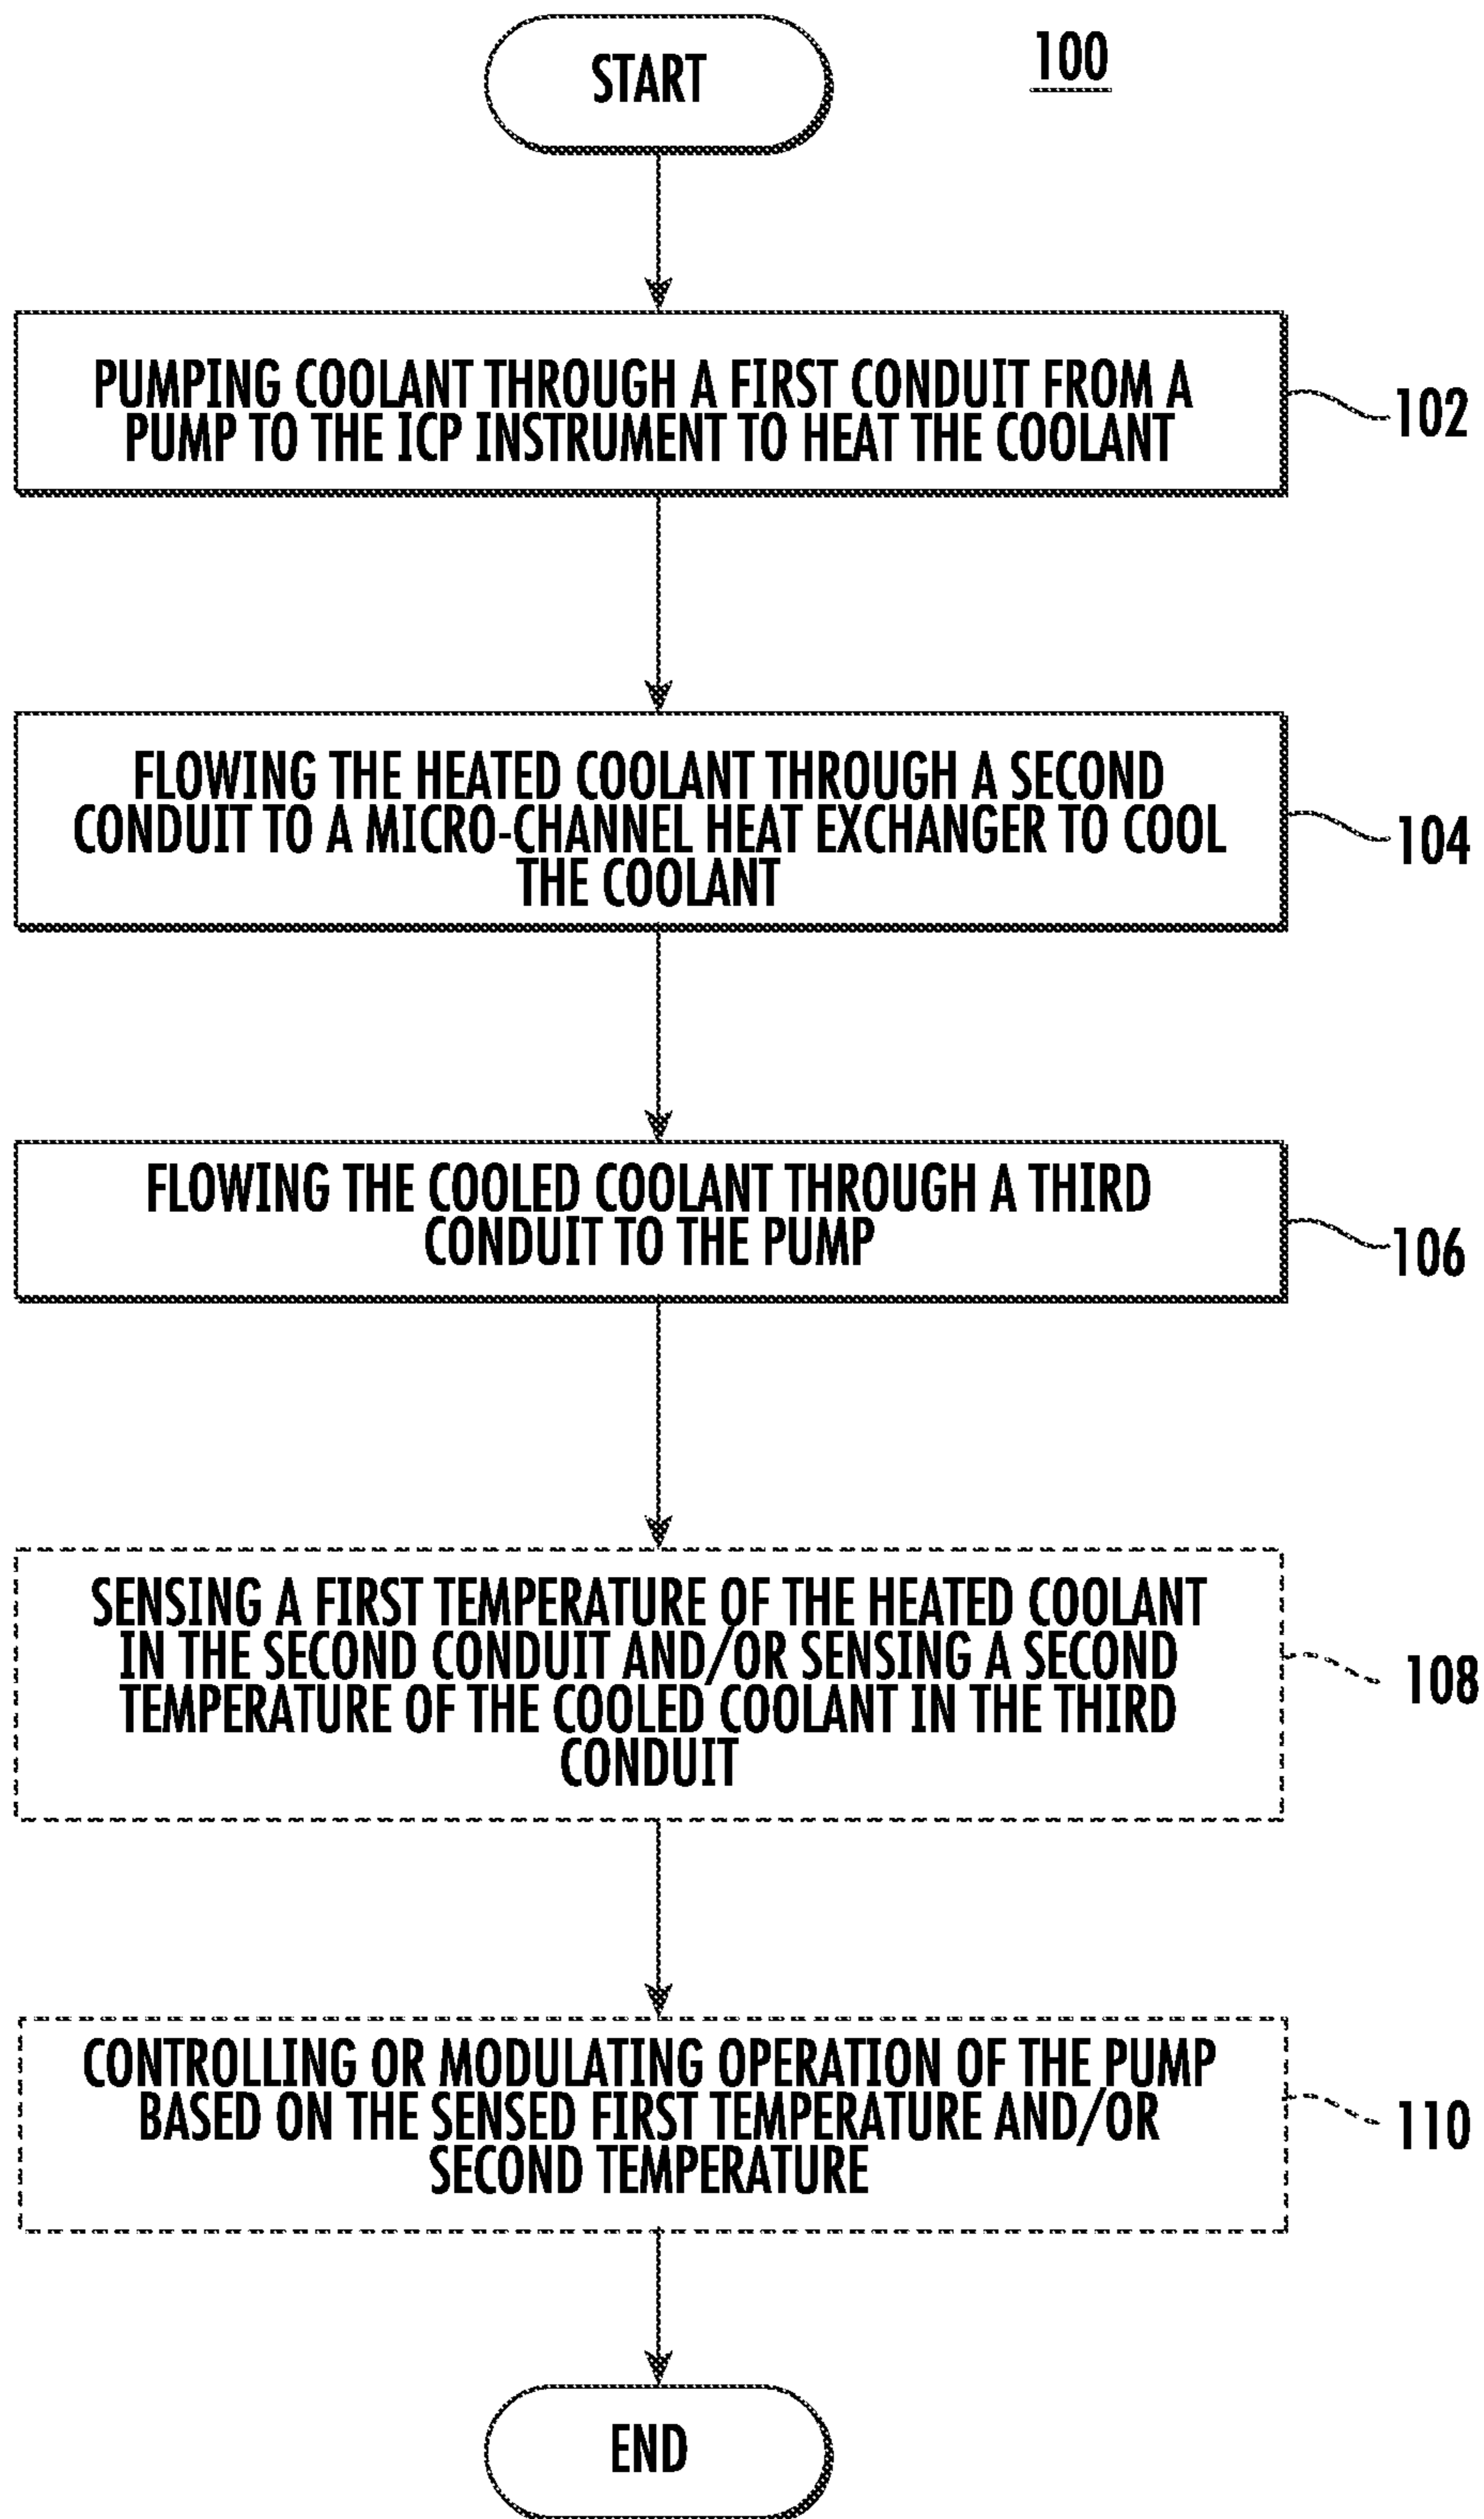 START
100
PUMPING COOLANT THROUGH A FIRST CONDUIT FROM A
PUMP TO THE ICP INSTRUMENT TO HEAT THE COOLANT
102
FLOWING THE HEATED COOLANT THROUGH A SECOND
CONDUIT TO A MICRO-CHANNEL HEAT EXCHANGER TO COOL
THE COOLANT
104
FLOWING THE COOLED COOLANT THROUGH A THIRD
CONDUIT TO THE PUMP
106
SENSING A FIRST TEMPERATURE OF THE HEATED COOLANT
IN THE SECOND CONDUIT AND/OR SENSING A SECOND
TEMPERATURE OF THE COOLED COOLANT IN THE THIRD
CONDUIT
108
CONTROLLING OR MODULATING OPERATION OF THE PUMP
BASED ON THE SENSED FIRST TEMPERATURE AND/OR
SECOND TEMPERATURE
110
END